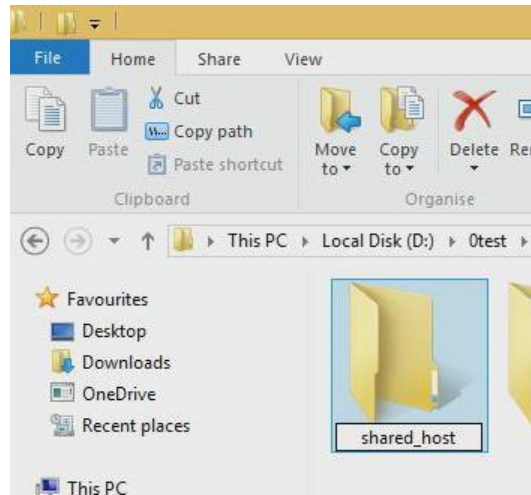 File Home Share View
Cut
Copy path
Paste shortcut
Copy Paste Move to Copy to Delete
Clipboard Organise
This PC Local Disk (D:) 0test
Favourites
Desktop
Downloads
OneDrive
Recent places
shared_host
This PC